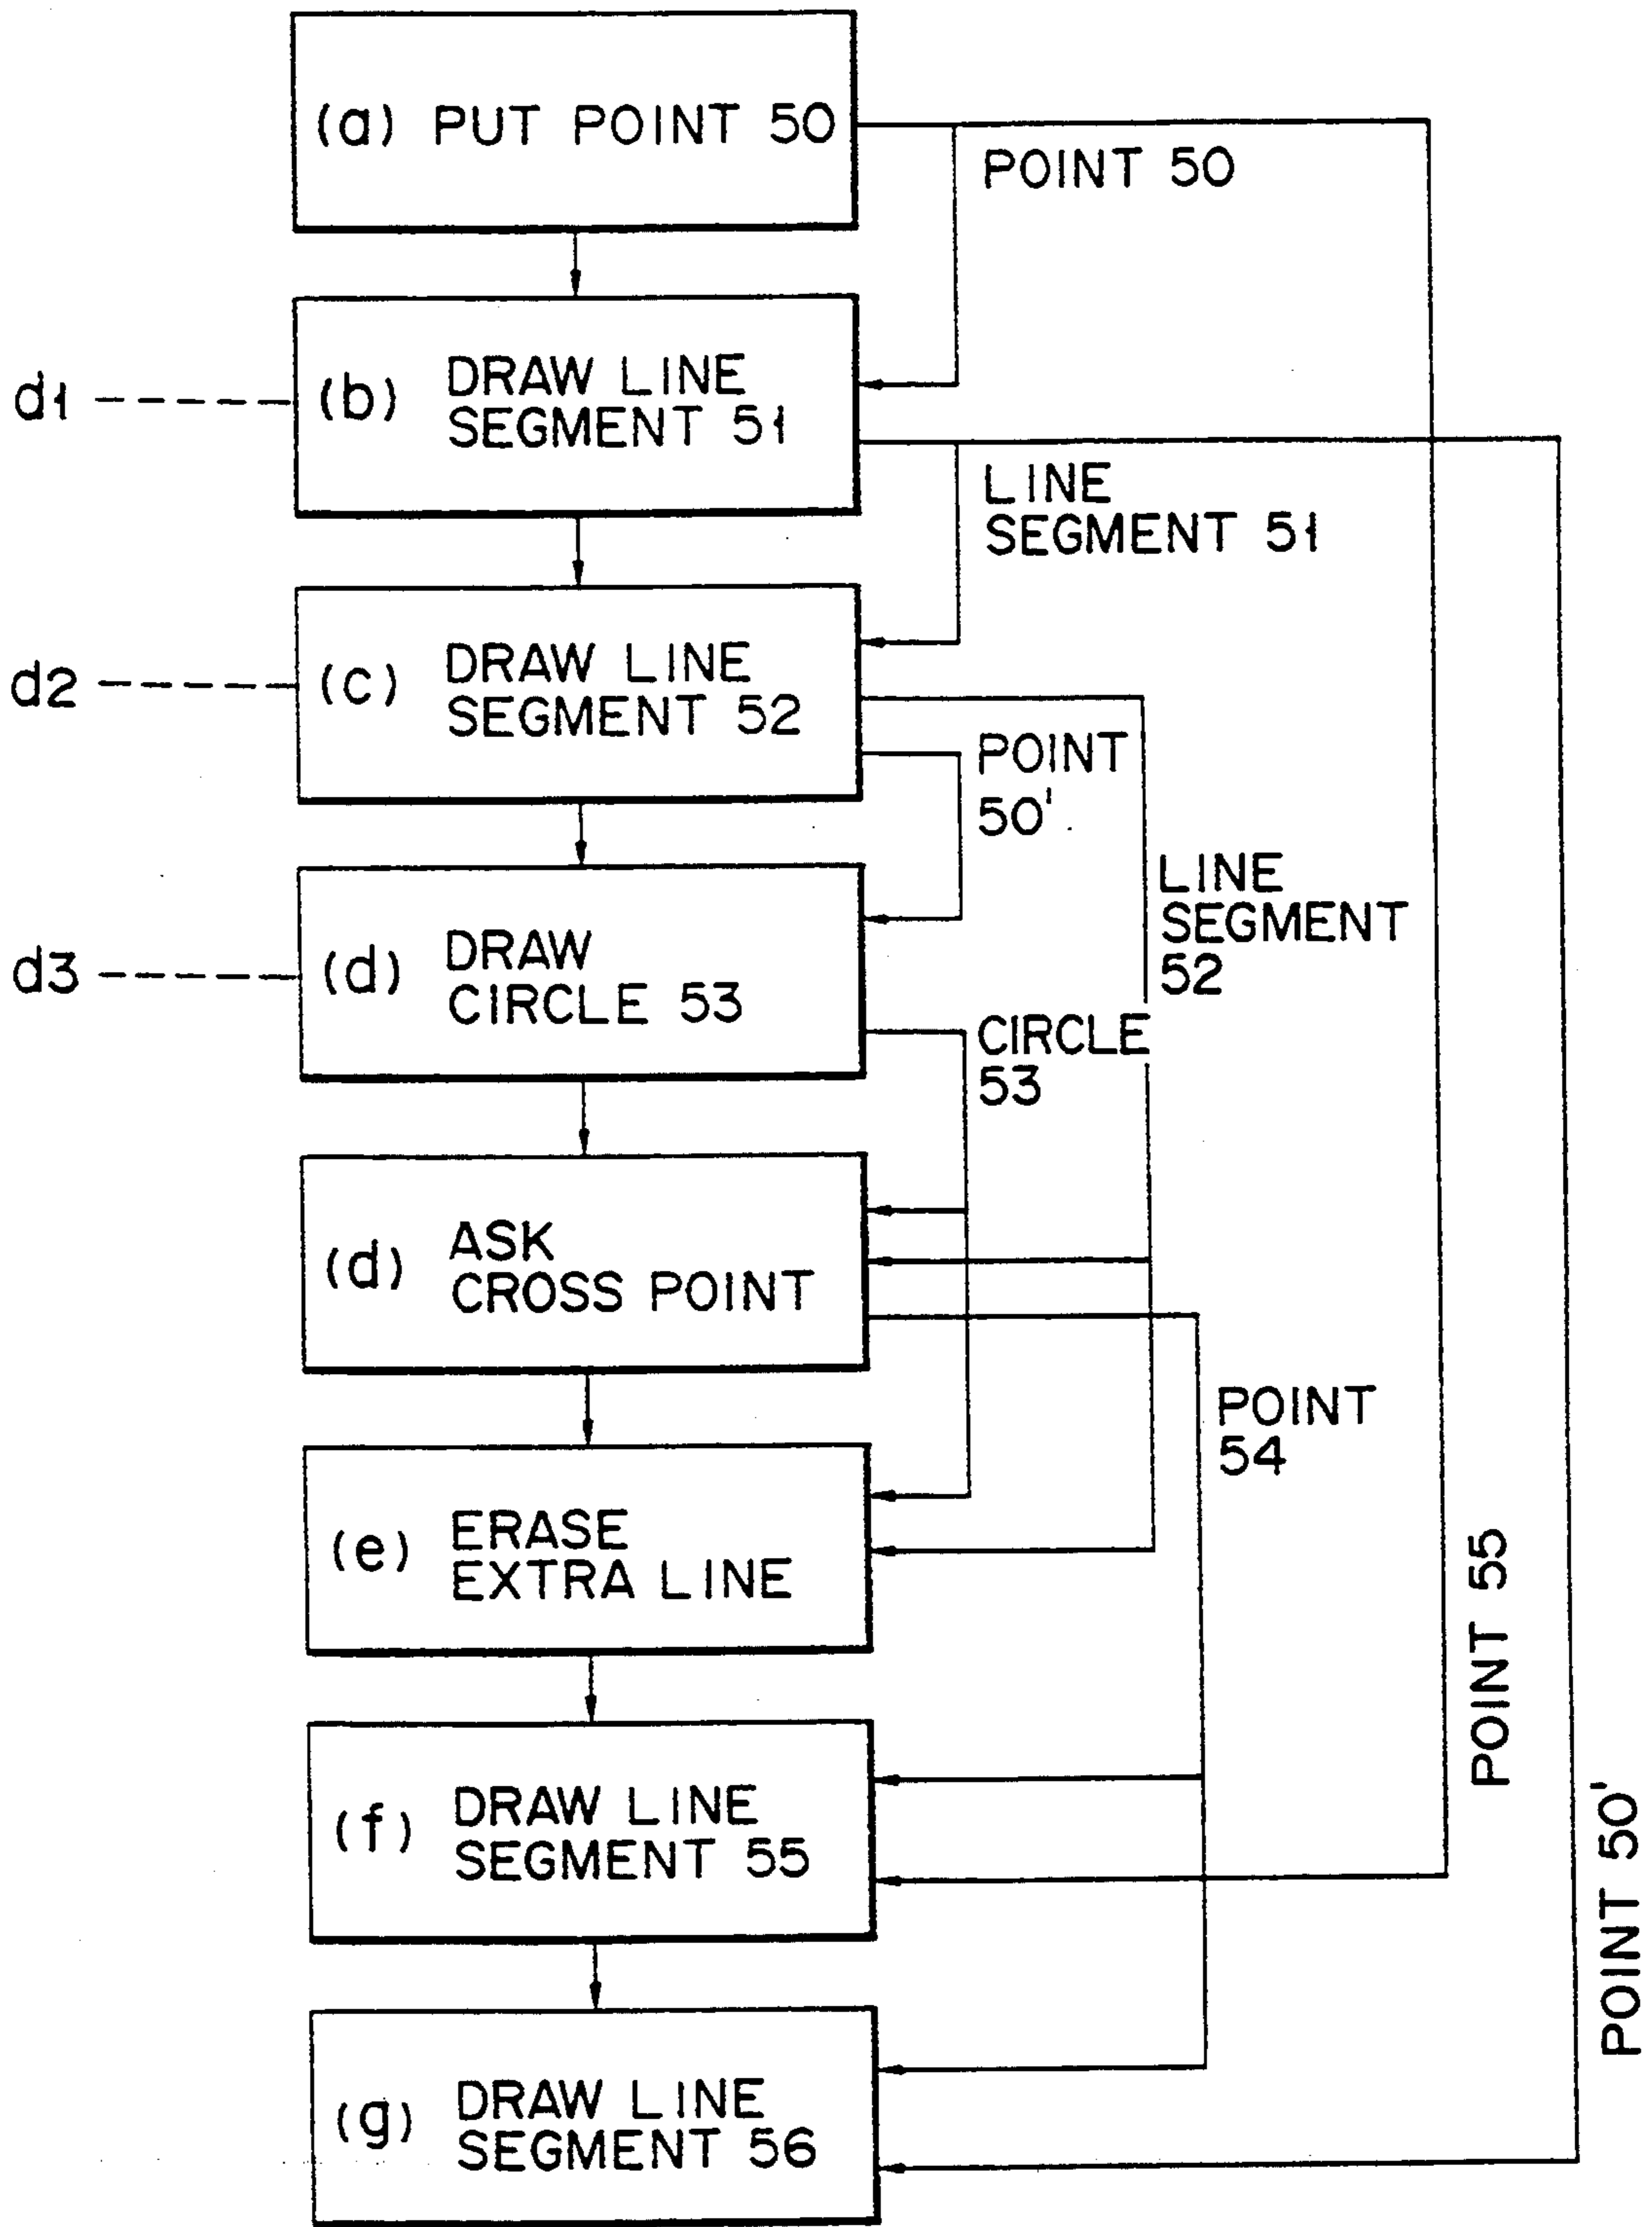 (a) PUT POINT 50
POINT 50
d1
(b) DRAW LINE
SEGMENT 51
LINE
SEGMENT 51
d2
(c) DRAW LINE
SEGMENT 52
POINT
50'
LINE
SEGMENT
52
d3
(d) DRAW
CIRCLE 53
CIRCLE
53
(d) ASK
CROSS POINT
POINT
54
(e) ERASE
EXTRA LINE
POINT 55
(f) DRAW LINE
SEGMENT 55
POINT 50'
(g) DRAW LINE
SEGMENT 56